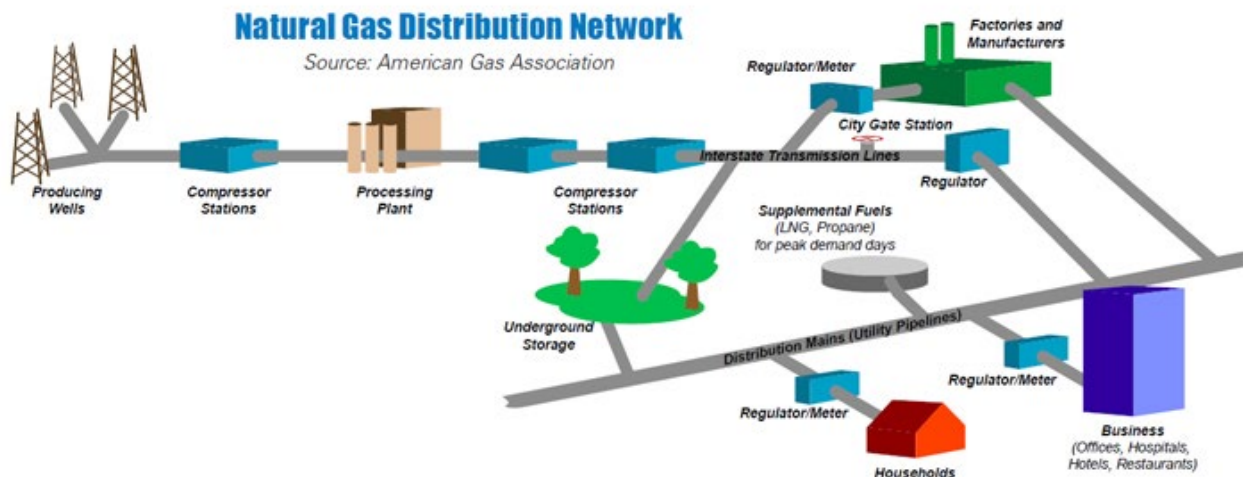 Natural Gas Distribution Network
Source: American Gas Association
Factories and
Manufacturers
Regulator/Meter
City Gate Station
Interstate Transmission Lines
Regulator
Producing
Wells
Compressor
Stations
Processing
Plant
Compressor
Stations
Supplemental Fuels
(LNG, Propane)
for peak demand days
Underground
Storage
Distribution Mains (Utility Pipelines)
Regulator/Meter
Regulator/Meter
Households
Business
(Offices, Hospitals,
Hotels, Restaurants)